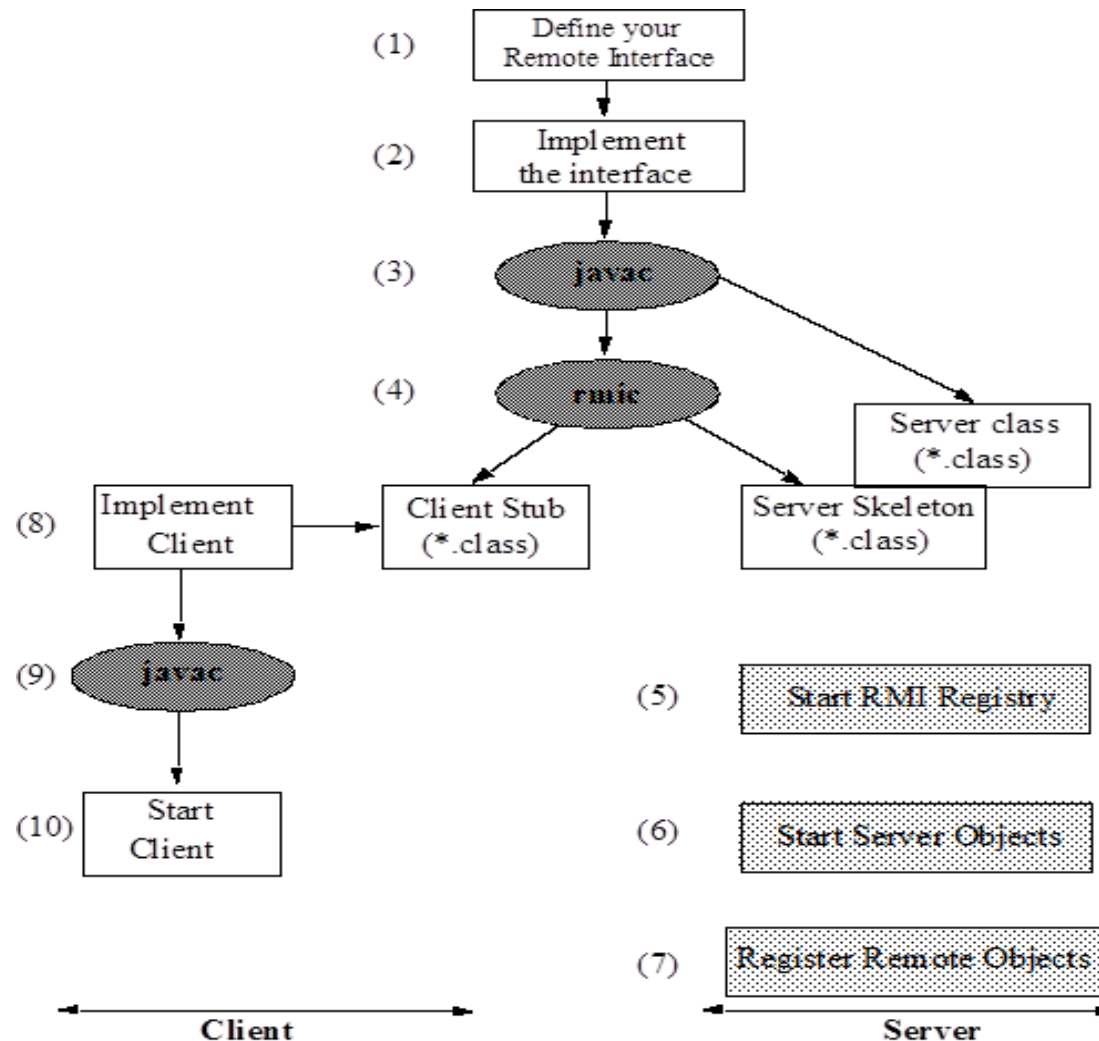 (1)
Define your
Remote Interface
(2)
Implement
the interface
(3)
javac
(4)
rmic
Server class
(*.class)
(8)
Implement
Client
Client Stub
(*.class)
Server Skeleton
(*.class)
(9)
javac
(5)
Start RMI Registry
(10)
Start
Client
(6)
Start Server Objects
(7)
Register Remote Objects
Client
Server